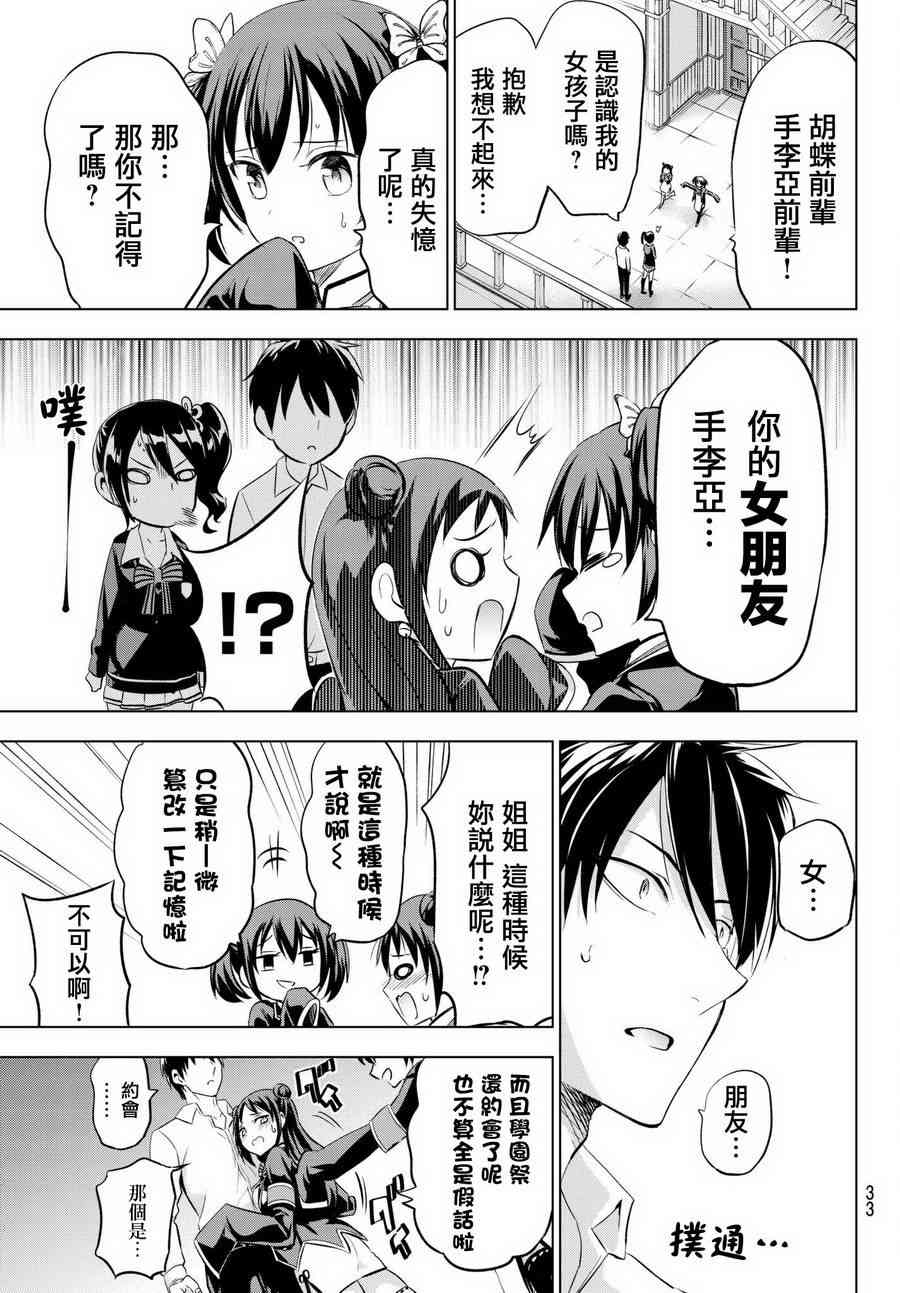 胡蝶前輩
手李亞前輩！
是認識我的
女孩子嗎？
抱歉
我想不起來…
真的失憶
了呢…
那…
那你不記得
了嗎？
你的女朋友
手李亞…
!?
噗
女…
朋友…
撲通…
姐姐 這種時候
妳説什麼呢…!?
就是這種時候
才說啊～
只是稍—微
篡改一下記憶啦
不可以啊！
而且學園祭
還約會了呢
也不算全是假話啦
那個是…
約會
……
33